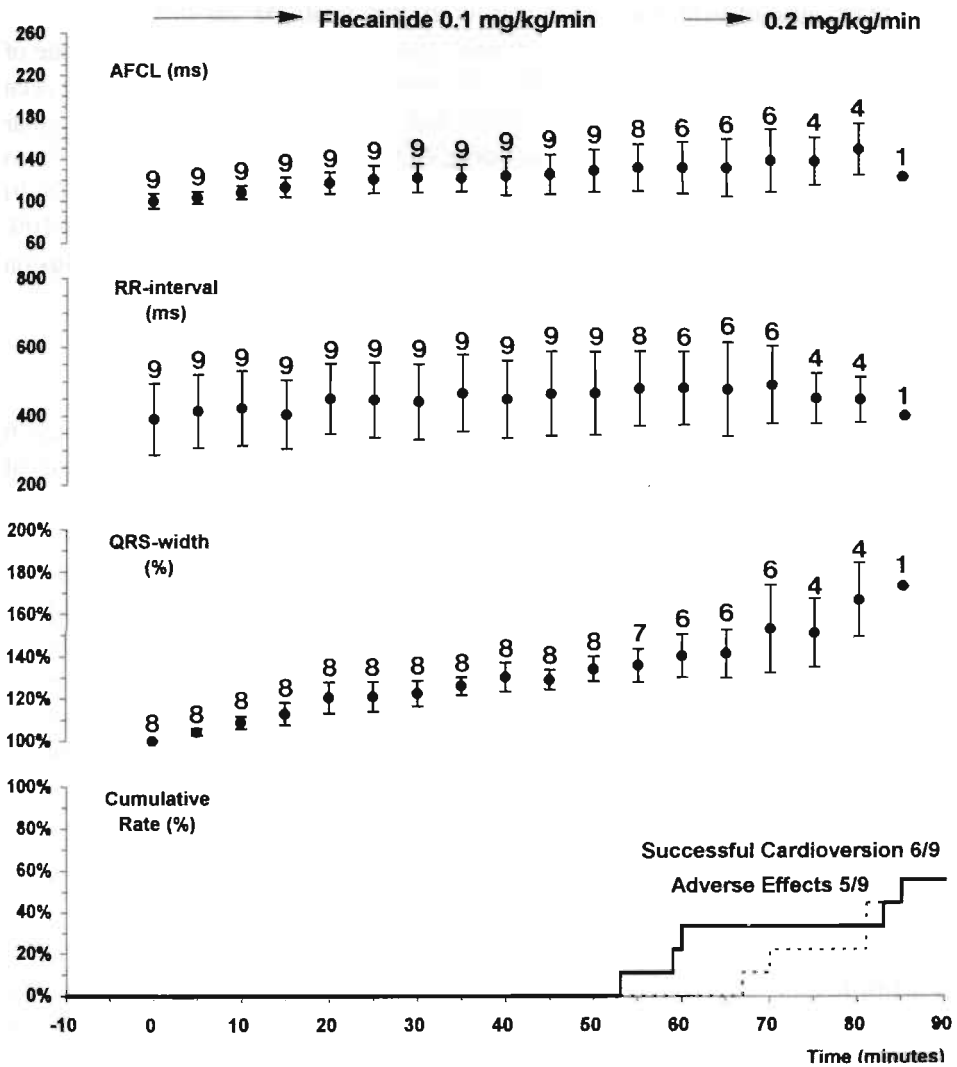 Flecainide 0.1 mg/kg/min 0.2 mg/kg/min
260
220
180
140
100
60
AFCL (ms)
9 9 9 9 9 9 9 9 9 9 9 8 6 6 6 4 4 1
800
600
400
200
RR-interval
(ms)
9 9 9 9 9 9 9 9 9 9 9 8 6 6 6 4 4 1
200%
180%
160%
140%
120%
100%
QRS-width
(%)
8 8 8 8 8 8 8 8 8 8 8 7 6 6 6 4 4 1
100%
80%
60%
40%
20%
0%
Cumulative
Rate (%)
Successful Cardioversion 6/9
Adverse Effects 5/9
-10 0 10 20 30 40 50 60 70 80 90
Time (minutes)